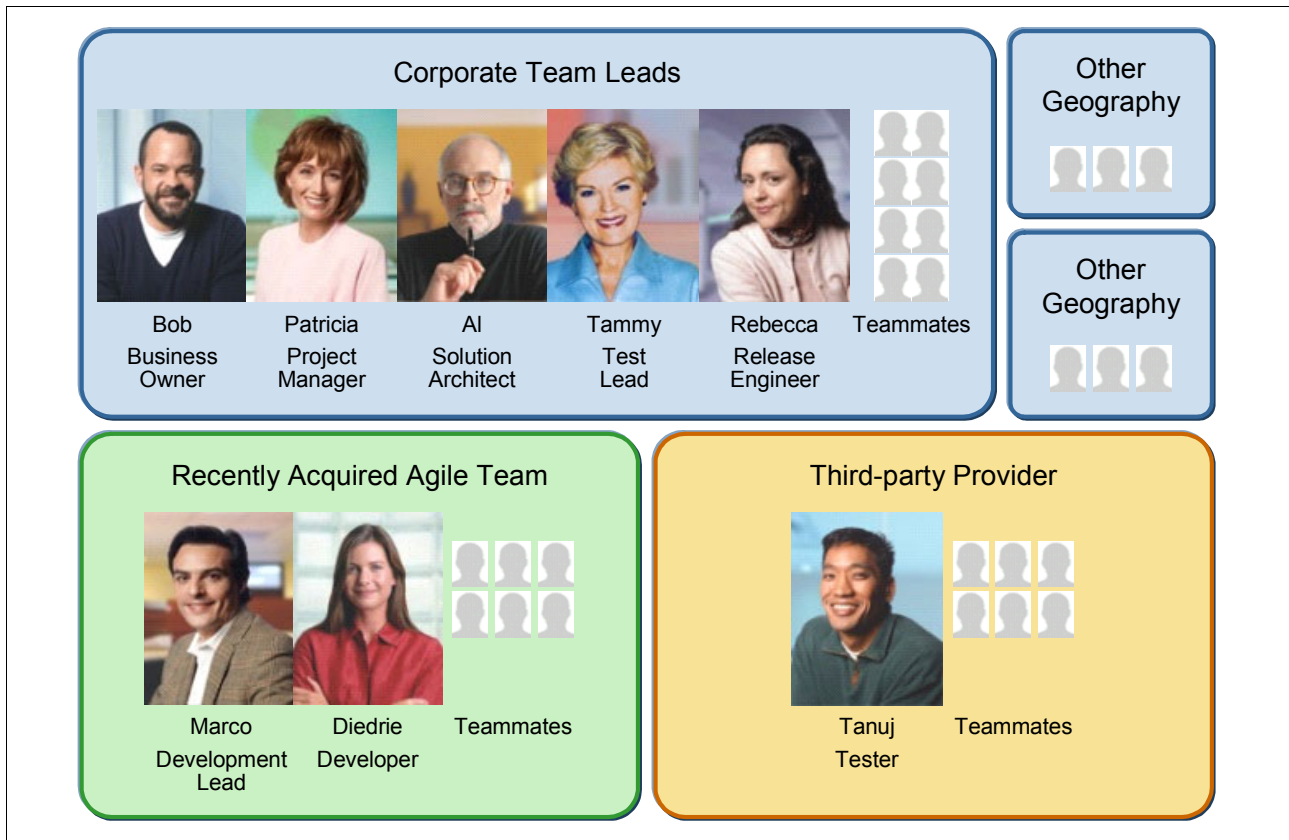 Corporate Team Leads
Bob
Business
Owner
Patricia
Project
Manager
Al
Solution
Architect
Tammy
Test
Lead
Rebecca
Release
Engineer
Teammates
Other
Geography
Other
Geography
Recently Acquired Agile Team
Marco
Development
Lead
Diedrie
Developer
Teammates
Third-party Provider
Tanuj
Tester
Teammates